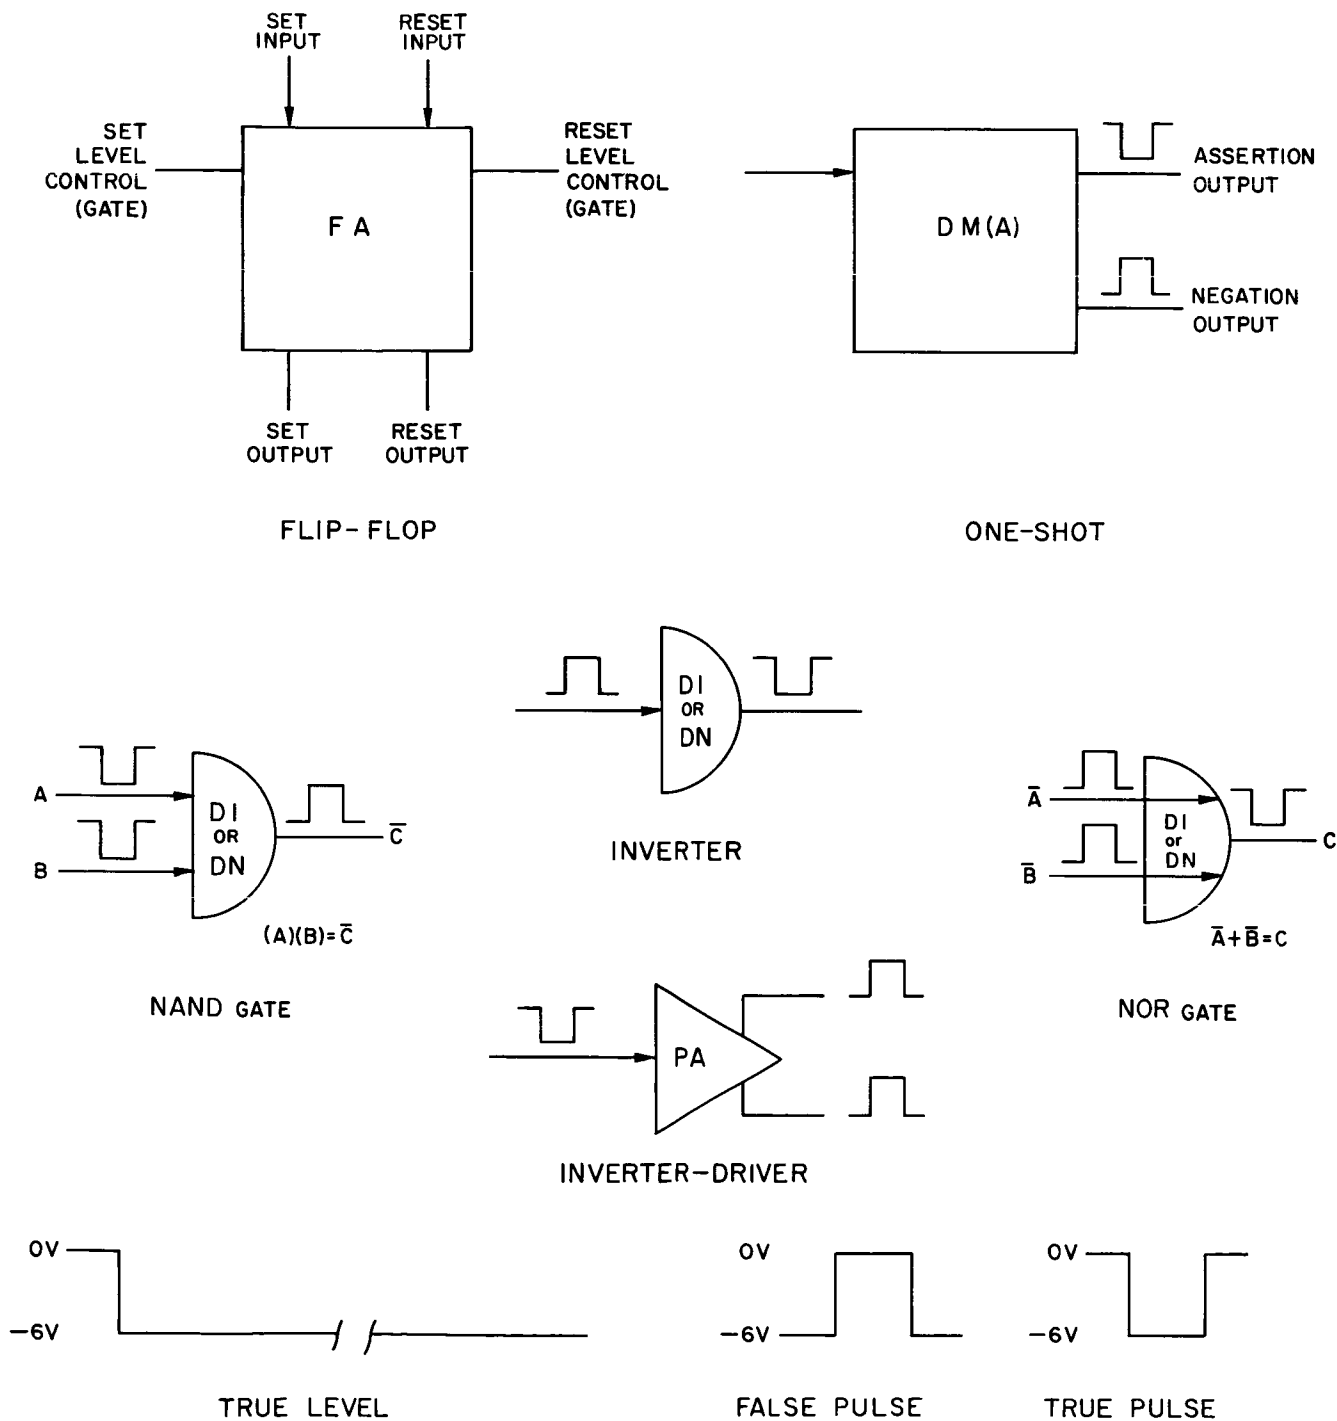 SET
INPUT
RESET
INPUT
SET
LEVEL
CONTROL
(GATE)
FA
RESET
LEVEL
CONTROL
(GATE)
SET
OUTPUT
RESET
OUTPUT
FLIP-FLOP
DM(A)
ASSERTION
OUTPUT
NEGATION
OUTPUT
ONE-SHOT
DI
OR
DN
INVERTER
A
B
DI
OR
DN
C̅
(A)(B)=C̅
NAND GATE
A̅
B̅
DI
or
DN
C
A̅+B̅=C
NOR GATE
PA
INVERTER-DRIVER
0V
-6V
TRUE LEVEL
0V
-6V
FALSE PULSE
0V
-6V
TRUE PULSE